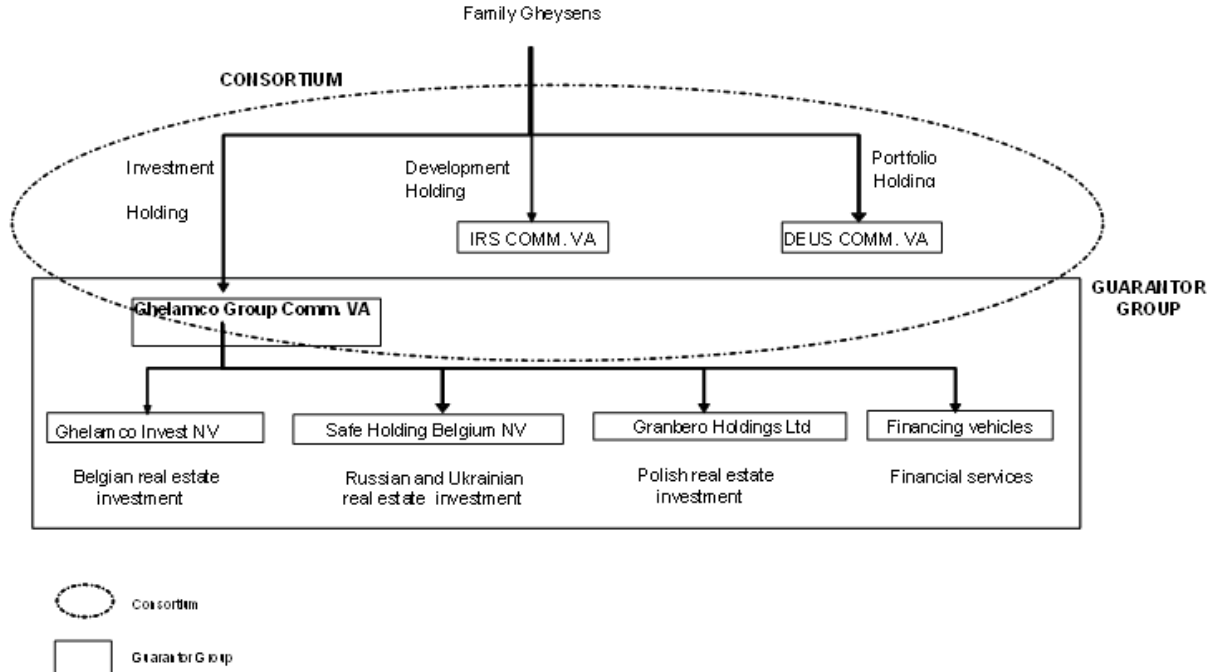 Family Gheysens
CONSORTIUM
Investment
Holding
Development
Holding
Portfolio
Holding
IRS COMM. VA
DEUS COMM. VA
GUARANTOR
GROUP
Ghelamco Group Comm. VA
Ghelamco Invest NV
Safe Holding Belgium NV
Granbero Holdings Ltd
Financing vehicles
Belgian real estate
investment
Russian and Ukrainian
real estate investment
Polish real estate
investment
Financial services
Consortium
Guarantor Group